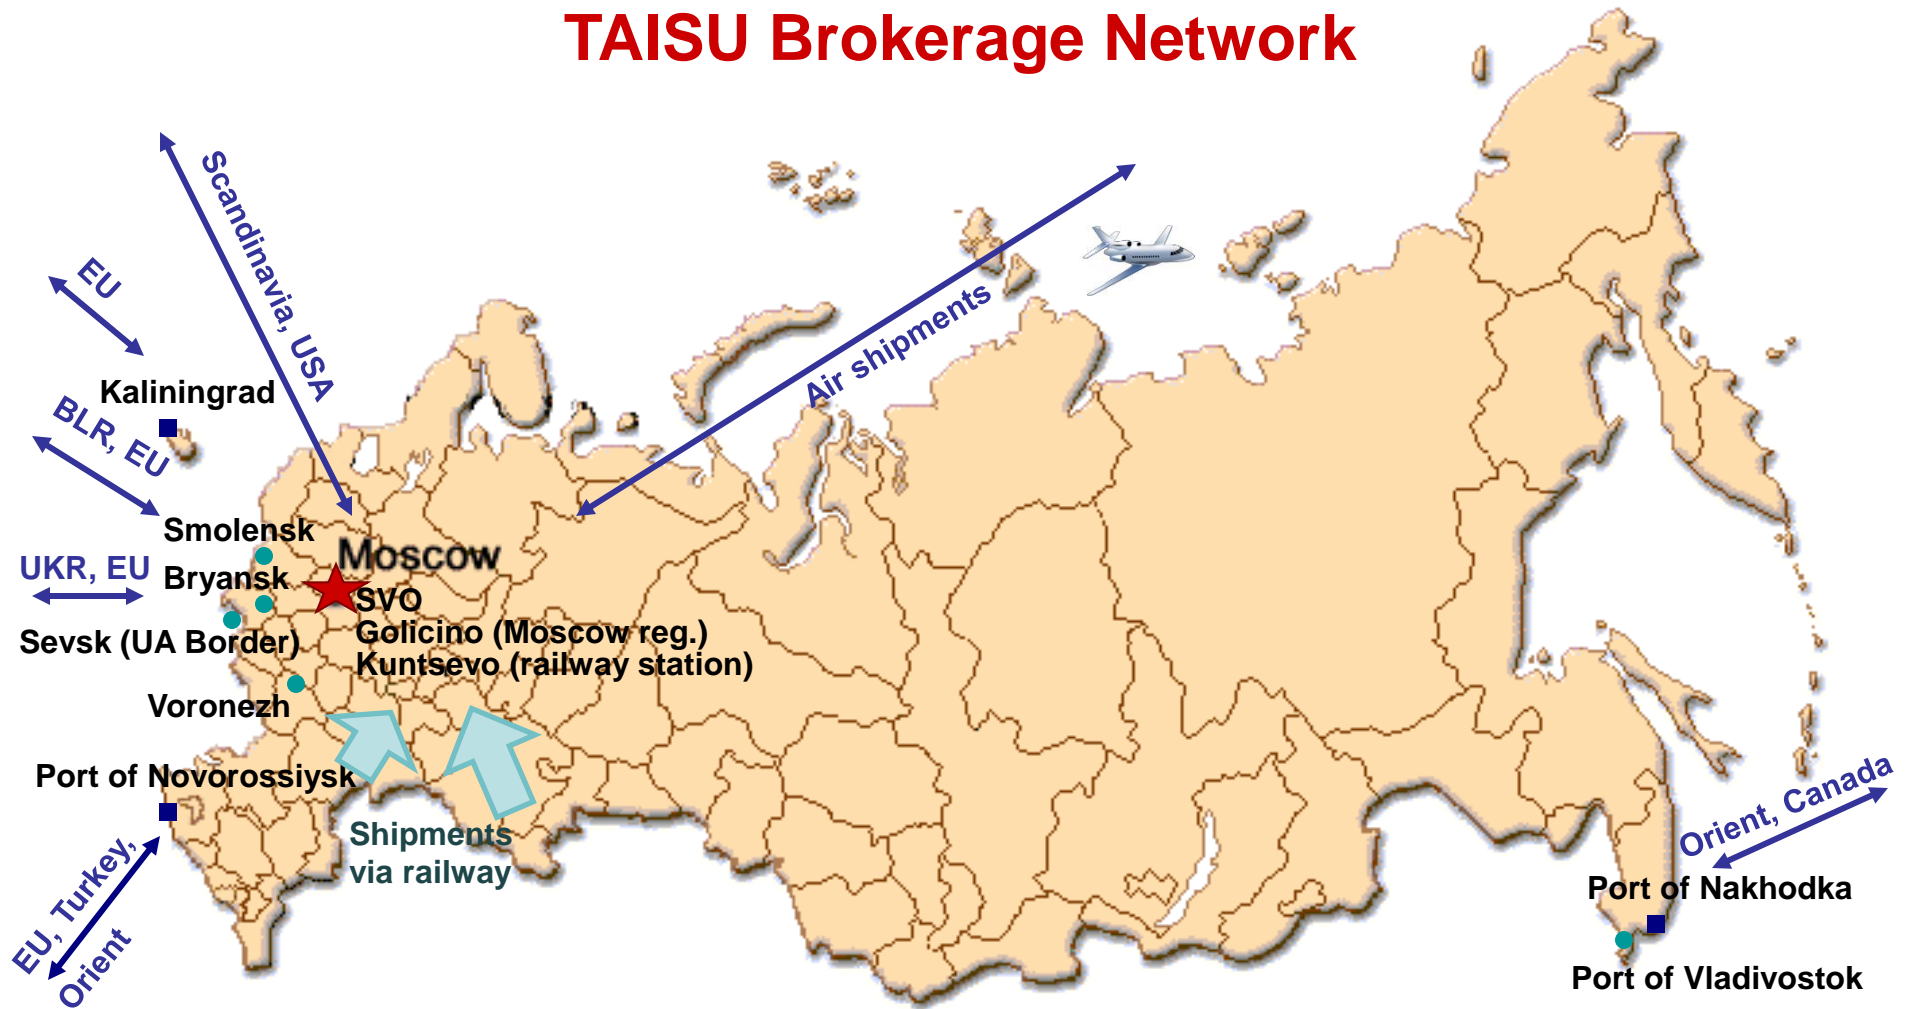 TAISU Brokerage Network
Scandinavia, USA
EU
Air shipments
Kaliningrad
BLR, EU
Smolensk
Moscow
UKR, EU
Bryansk
SVO
Sevsk (UA Border)
Golicino (Moscow reg.)
Kuntsevo (railway station)
Voronezh
Port of Novorossiysk
Shipments
via railway
EU, Turkey,
Orient
Orient, Canada
Port of Nakhodka
Port of Vladivostok